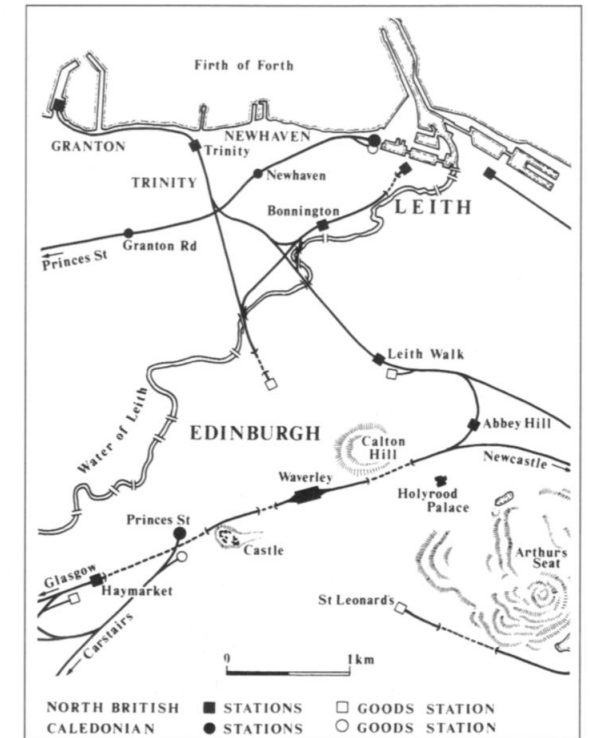 Firth of Forth
GRANTON
NEWHAVEN
Trinity
TRINITY
Newhaven
LEITH
Bonnington
Granton Rd
Princes St
Leith Walk
Water of Leith
EDINBURGH
Abbey Hill
Calton
Hill
Newcastle
Waverley
Holyrood
Palace
Princes St
Castle
Arthur's
Seat
Glasgow
Haymarket
St Leonard's
Carstairs
0 1km
NORTH BRITISH STATIONS GOODS STATION
CALEDONIAN STATIONS GOODS STATION